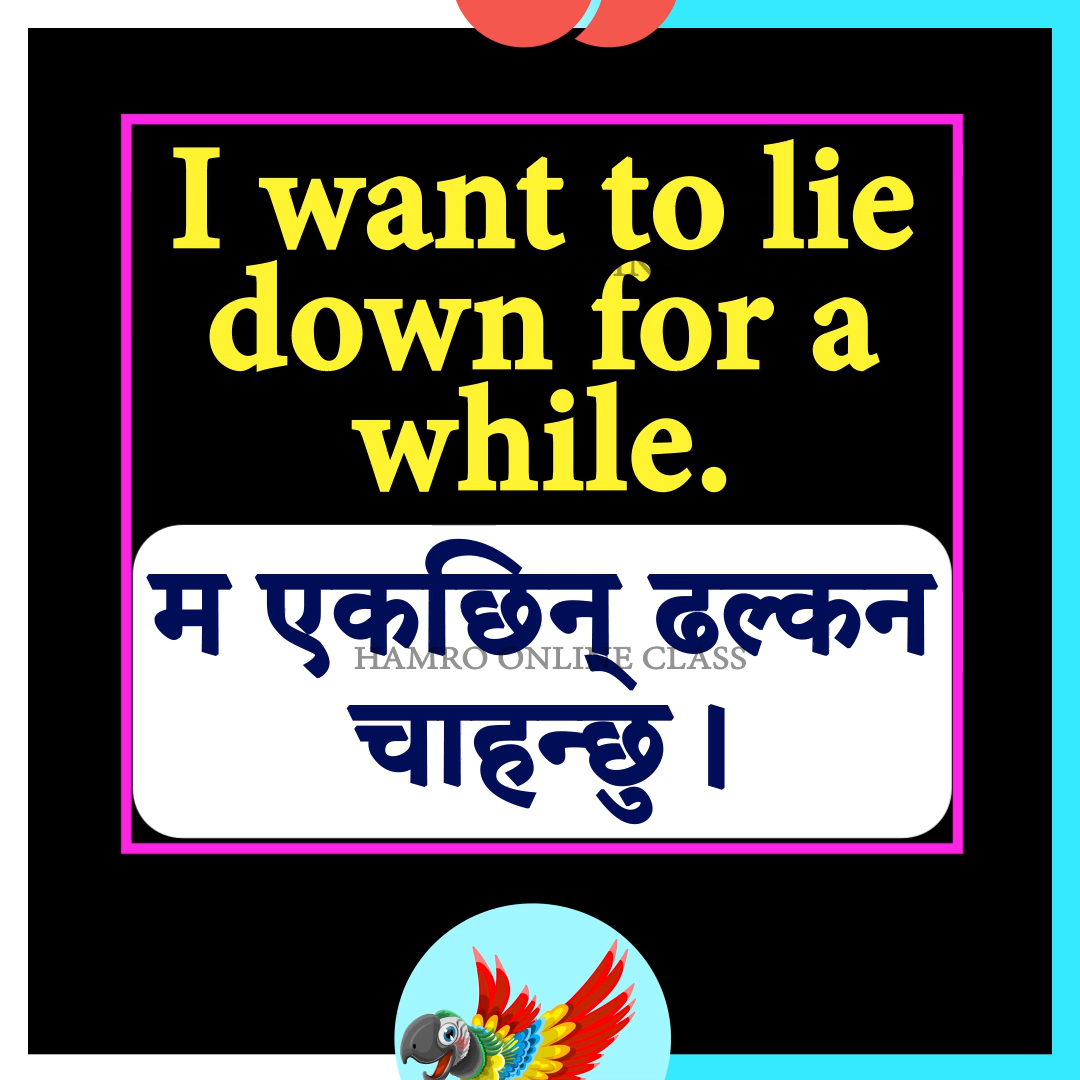 I want to lie
down for a
while.
म एकछिन् ढल्कन
HAMRO ONLINE CLASS
चाहन्छु ।